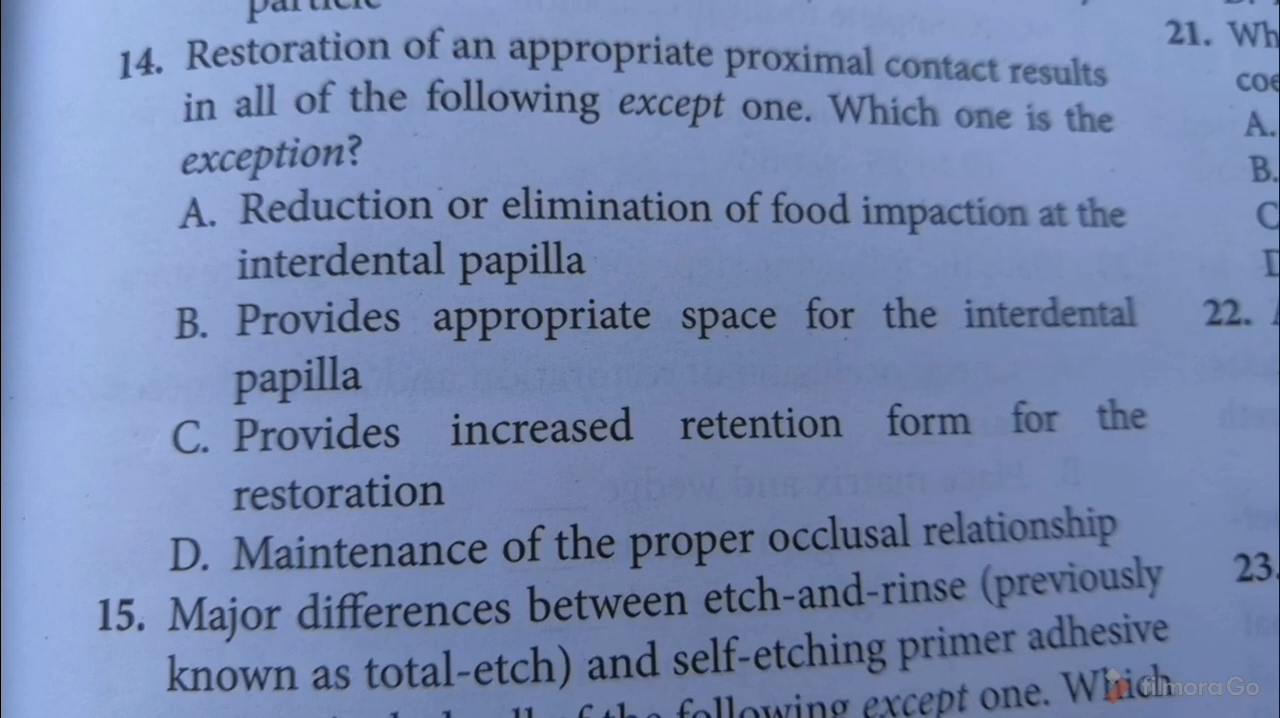 particle
14. Restoration of an appropriate proximal contact results
in all of the following except one. Which one is the
exception?
A. Reduction or elimination of food impaction at the
interdental papilla
B. Provides appropriate space for the interdental
papilla
C. Provides increased retention form for the
restoration
D. Maintenance of the proper occlusal relationship
15. Major differences between etch-and-rinse (previously
known as total-etch) and self-etching primer adhesive
following except one. Which
21. Wh
coe
A.
B.
C
D
22.
23.
filmoraGo